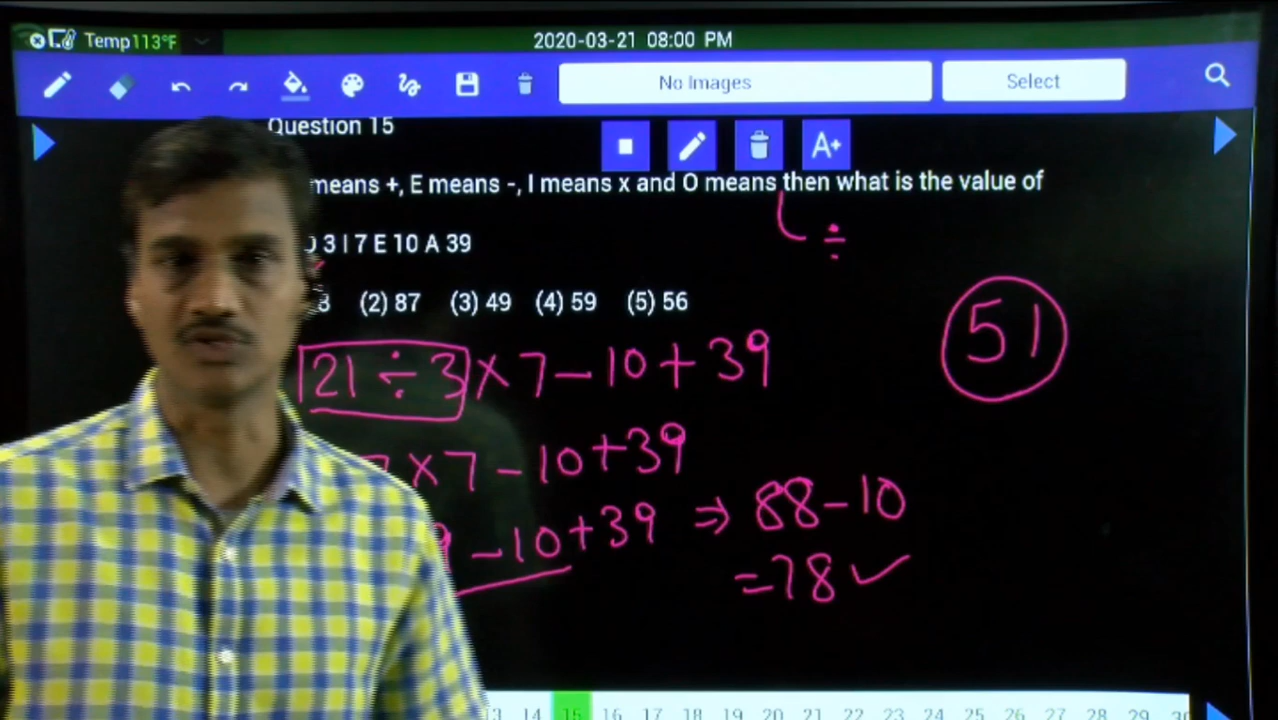 Temp 113°F
2020-03-21 08:00 PM
No Images
Select
Question 15
A+
means +, E means -, I means x and O means then what is the value of
÷
3 I 7 E 10 A 39
(2) 87 (3) 49 (4) 59 (5) 56
51
21 ÷ 3 × 7 - 10 + 39
× 7 - 10 + 39
- 10 + 39 ⇒ 88 - 10
= 78 ✓
14 15 16 17 18 19 20 21 22 23 24 25 26 27 28 29